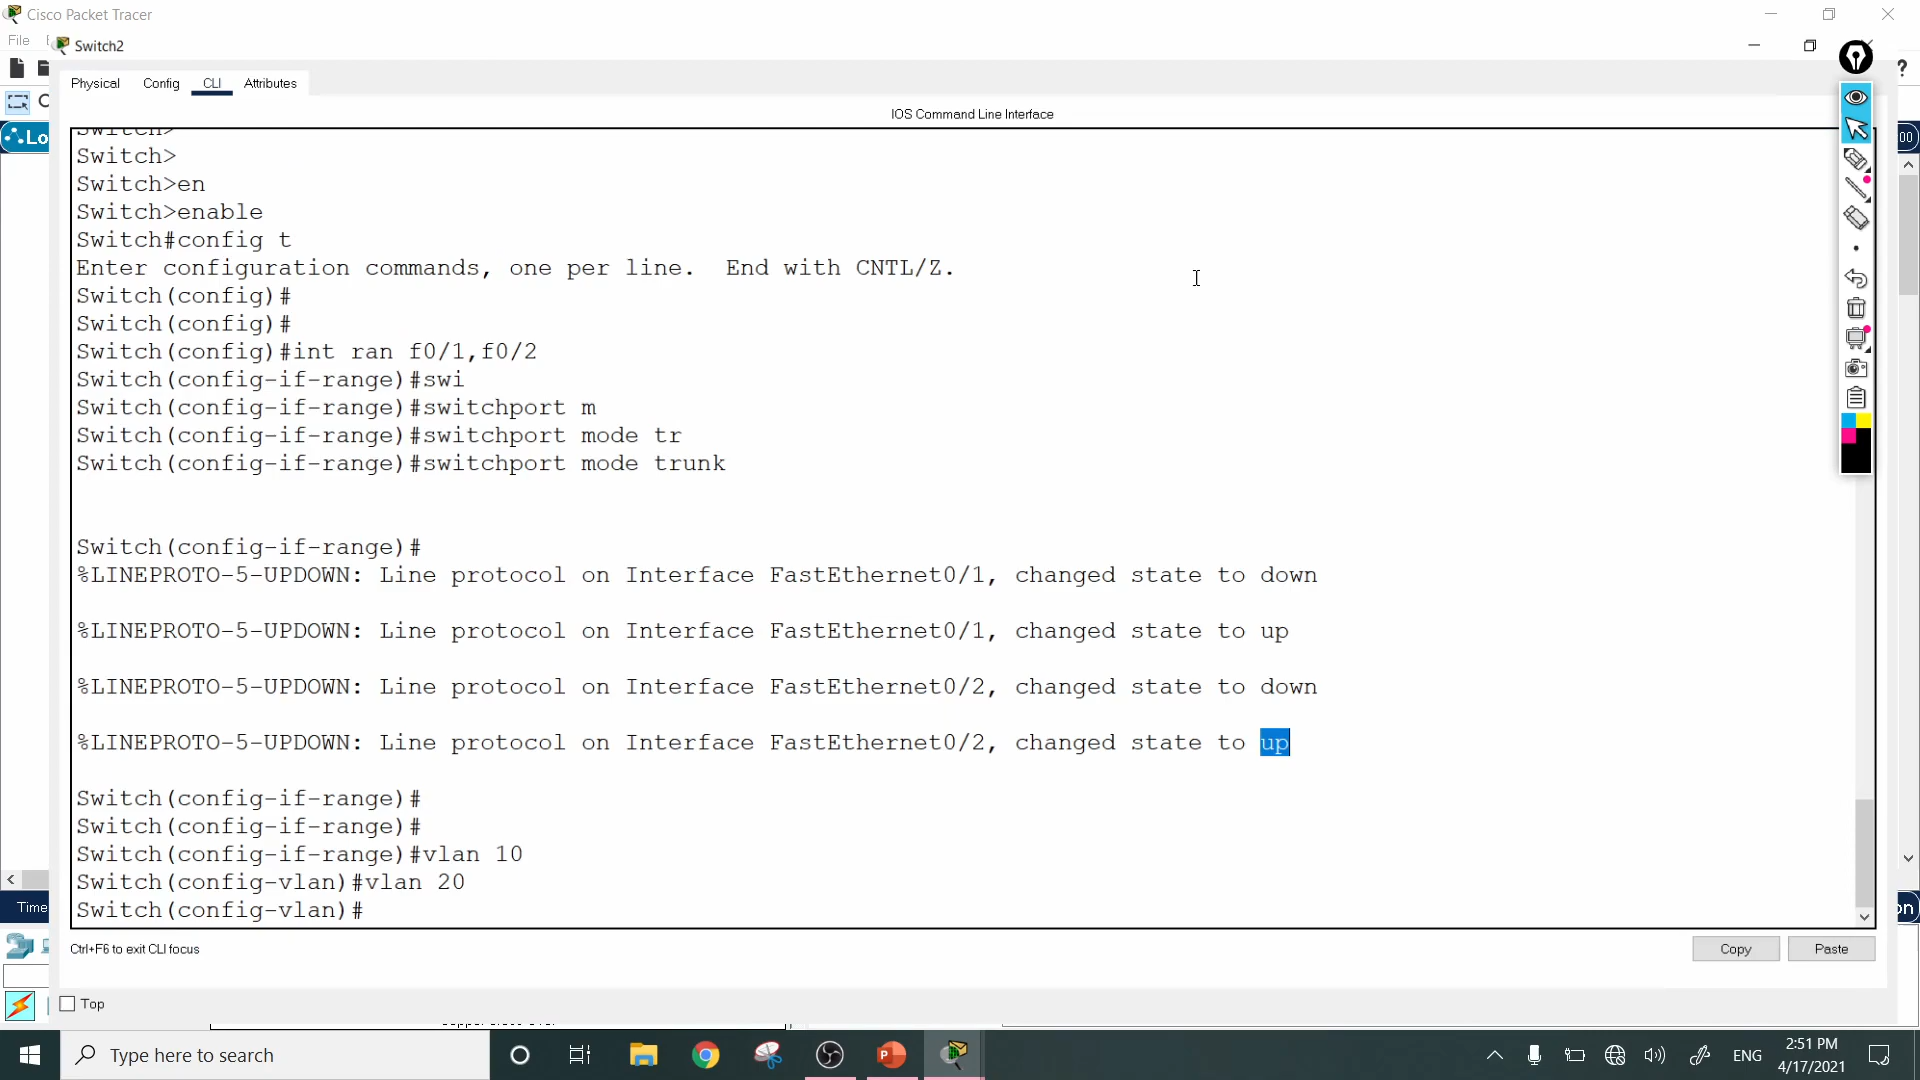 Cisco Packet Tracer
File
Switch2
Physical Config CLI Attributes
IOS Command Line Interface
Lo
00
Switch>
Switch>
Switch>en
Switch>enable
Switch#config t
Enter configuration commands, one per line.  End with CNTL/Z.
Switch(config)#
Switch(config)#
Switch(config)#int ran f0/1,f0/2
Switch(config-if-range)#swi
Switch(config-if-range)#switchport m
Switch(config-if-range)#switchport mode tr
Switch(config-if-range)#switchport mode trunk
Switch(config-if-range)#
%LINEPROTO-5-UPDOWN: Line protocol on Interface FastEthernet0/1, changed state to down
%LINEPROTO-5-UPDOWN: Line protocol on Interface FastEthernet0/1, changed state to up
%LINEPROTO-5-UPDOWN: Line protocol on Interface FastEthernet0/2, changed state to down
%LINEPROTO-5-UPDOWN: Line protocol on Interface FastEthernet0/2, changed state to up
Switch(config-if-range)#
Switch(config-if-range)#
Switch(config-if-range)#vlan 10
Switch(config-vlan)#vlan 20
Switch(config-vlan)#
Time
on
Ctrl+F6 to exit CLI focus
Copy Paste
Top
Type here to search
ENG
2:51 PM
4/17/2021